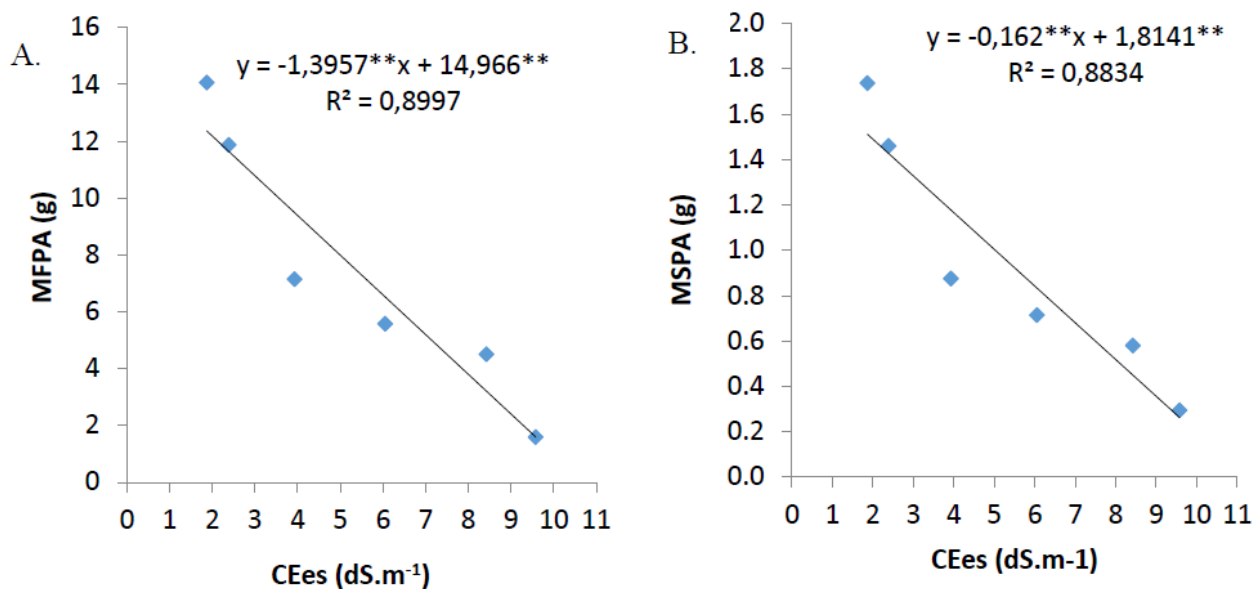 A.
y = -1,3957**x + 14,966**
R² = 0,8997
MFPA (g)
16
14
12
10
8
6
4
2
0
0 1 2 3 4 5 6 7 8 9 10 11
CEes (dS.m⁻¹)
B.
y = -0,162**x + 1,8141**
R² = 0,8834
MSPA (g)
2.0
1.8
1.6
1.4
1.2
1.0
0.8
0.6
0.4
0.2
0.0
0 1 2 3 4 5 6 7 8 9 10 11
CEes (dS.m-1)